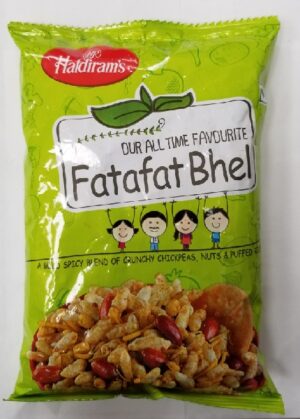 Haldiram's
OUR ALL TIME FAVOURITE
Fatafat Bhel
SPICY BLEND OF CRUNCHY CHICKPEAS, NUTS & PUFFED